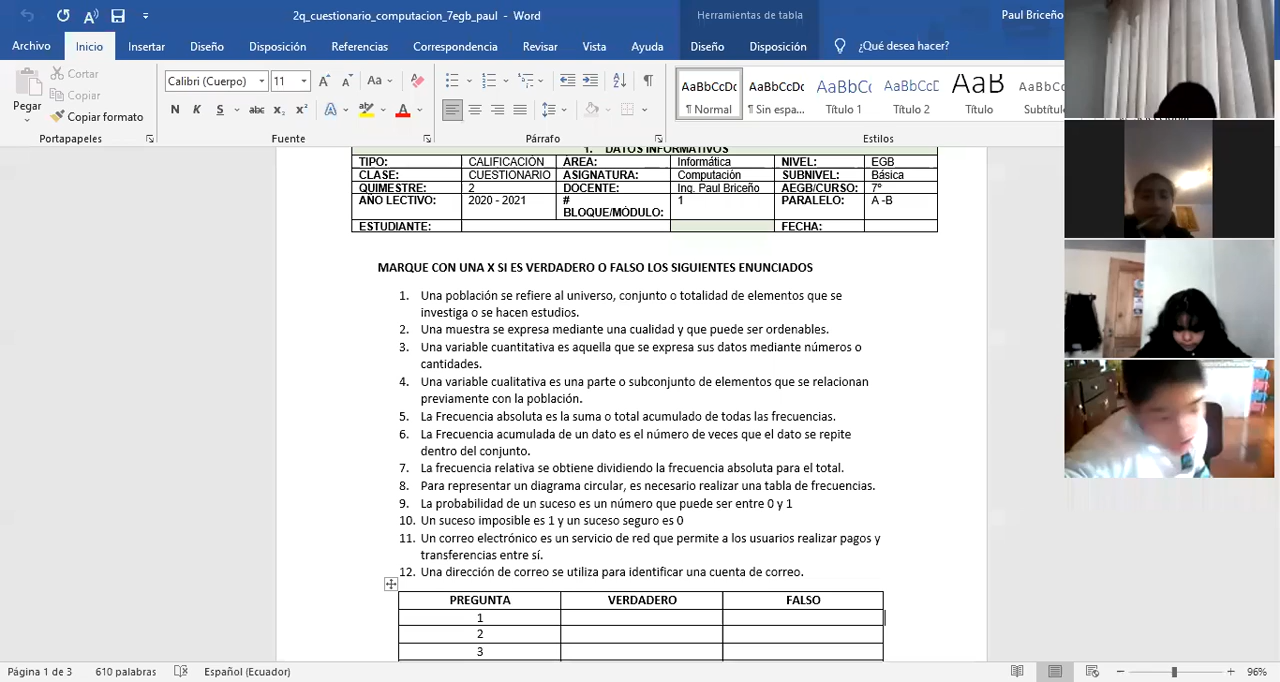 2q_cuestionario_computacion_7egb_paul - Word
Herramientas de tabla
Paul Briceño
Archivo Inicio Insertar Diseño Disposición Referencias Correspondencia Revisar Vista Ayuda Diseño Disposición ¿Qué desea hacer?
Pegar
Cortar
Copiar
Copiar formato
Portapapeles
Calibri (Cuerpo) 11
Fuente
Párrafo
AaBbCcDc AaBbCcDc AaBbC AaBbCcD AaB
¶ Normal ¶ Sin espa... Título 1 Título 2 Título Subtítul
Estilos
1. DATOS INFORMATIVOS
TIPO: CALIFICACIÓN ÁREA: Informática NIVEL: EGB
CLASE: CUESTIONARIO ASIGNATURA: Computación SUBNIVEL: Básica
QUIMESTRE: 2 DOCENTE: Ing. Paul Briceño AEGB/CURSO: 7º
AÑO LECTIVO: 2020 - 2021 # BLOQUE/MÓDULO: 1 PARALELO: A -B
ESTUDIANTE: FECHA:
MARQUE CON UNA X SI ES VERDADERO O FALSO LOS SIGUIENTES ENUNCIADOS
1. Una población se refiere al universo, conjunto o totalidad de elementos que se
investiga o se hacen estudios.
2. Una muestra se expresa mediante una cualidad y que puede ser ordenables.
3. Una variable cuantitativa es aquella que se expresa sus datos mediante números o
cantidades.
4. Una variable cualitativa es una parte o subconjunto de elementos que se relacionan
previamente con la población.
5. La Frecuencia absoluta es la suma o total acumulado de todas las frecuencias.
6. La Frecuencia acumulada de un dato es el número de veces que el dato se repite
dentro del conjunto.
7. La frecuencia relativa se obtiene dividiendo la frecuencia absoluta para el total.
8. Para representar un diagrama circular, es necesario realizar una tabla de frecuencias.
9. La probabilidad de un suceso es un número que puede ser entre 0 y 1
10. Un suceso imposible es 1 y un suceso seguro es 0
11. Un correo electrónico es un servicio de red que permite a los usuarios realizar pagos y
transferencias entre sí.
12. Una dirección de correo se utiliza para identificar una cuenta de correo.
PREGUNTA VERDADERO FALSO
1
2
3
Página 1 de 3 610 palabras Español (Ecuador) 96%